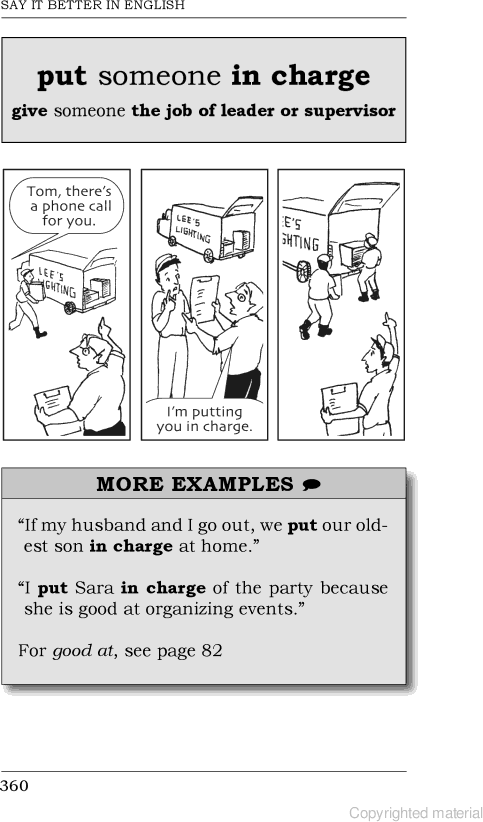 SAY IT BETTER IN ENGLISH
put someone in charge
give someone the job of leader or supervisor
Tom, there's
a phone call
for you.
LEE'S
LIGHTING
LEE'S
LIGHTING
I'm putting
you in charge.
EE'S
GHTING
MORE EXAMPLES
“If my husband and I go out, we put our old-
est son in charge at home.”
“I put Sara in charge of the party because
she is good at organizing events.”
For good at, see page 82
360
Copyrighted material